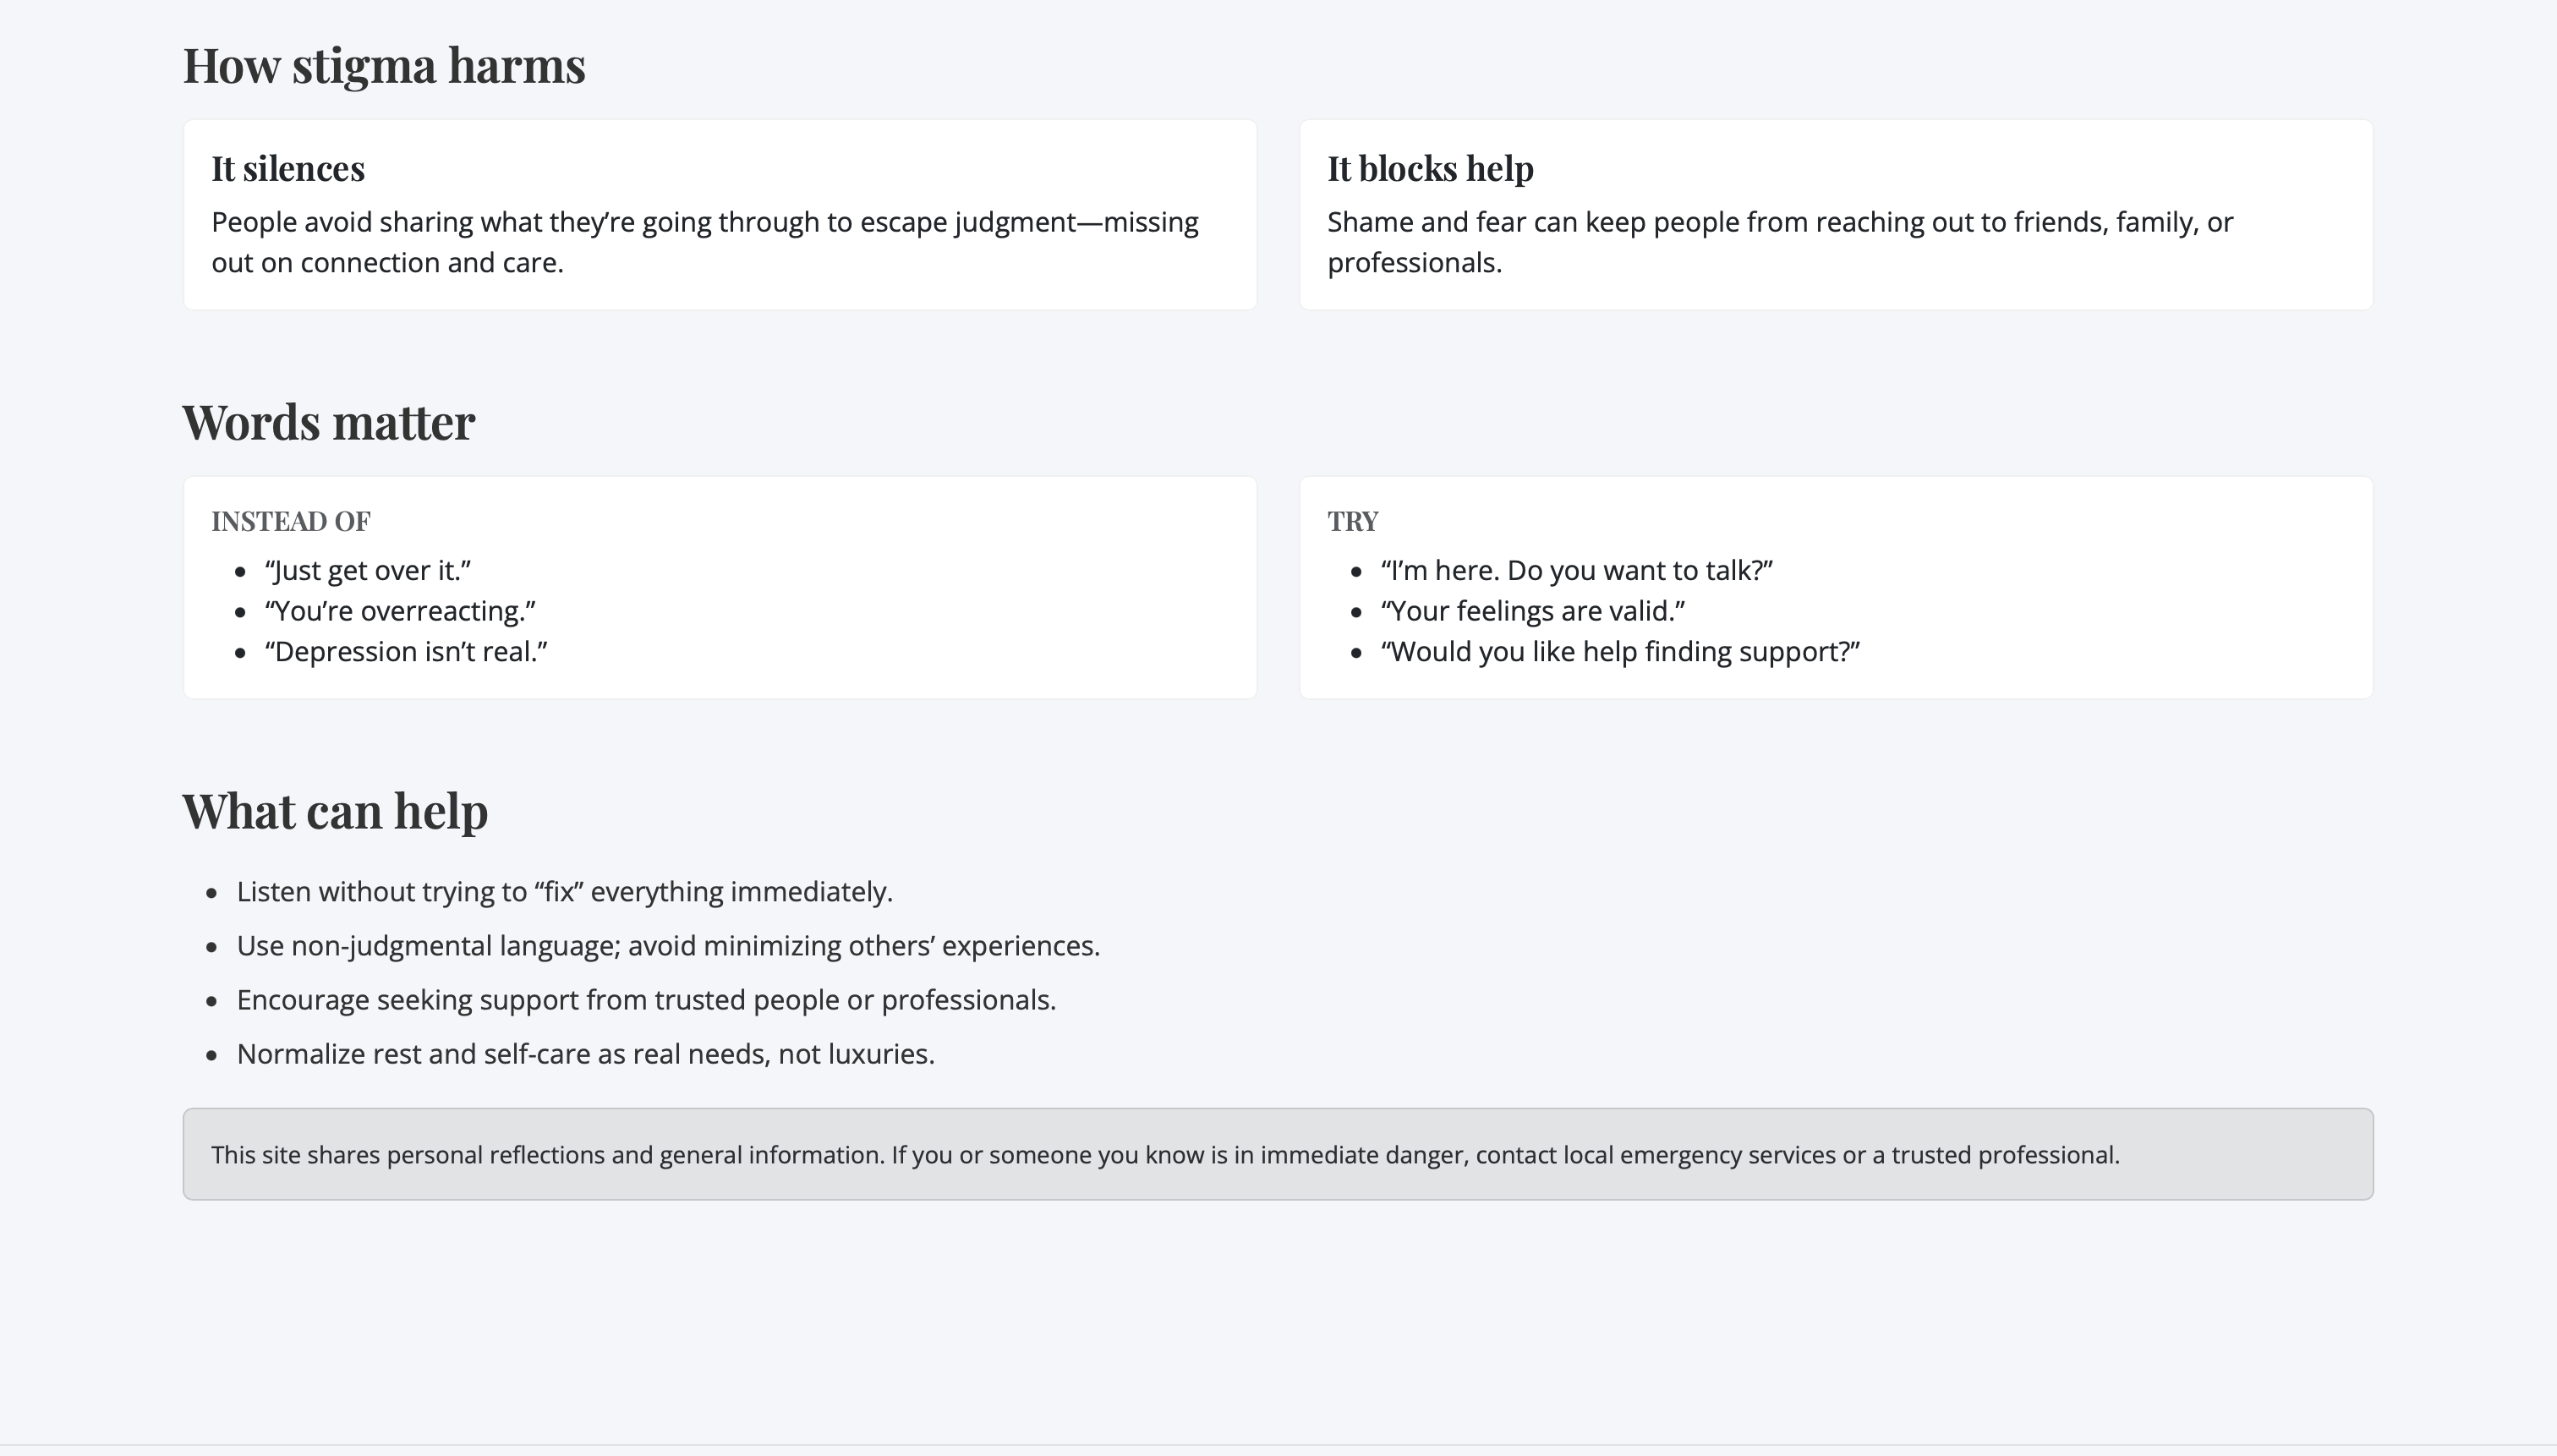 How stigma harms
It silences
People avoid sharing what they’re going through to escape judgment—missing
out on connection and care.
It blocks help
Shame and fear can keep people from reaching out to friends, family, or
professionals.
Words matter
INSTEAD OF
• “Just get over it.”
• “You’re overreacting.”
• “Depression isn’t real.”
TRY
• “I’m here. Do you want to talk?”
• “Your feelings are valid.”
• “Would you like help finding support?”
What can help
• Listen without trying to “fix” everything immediately.
• Use non-judgmental language; avoid minimizing others’ experiences.
• Encourage seeking support from trusted people or professionals.
• Normalize rest and self-care as real needs, not luxuries.
This site shares personal reflections and general information. If you or someone you know is in immediate danger, contact local emergency services or a trusted professional.